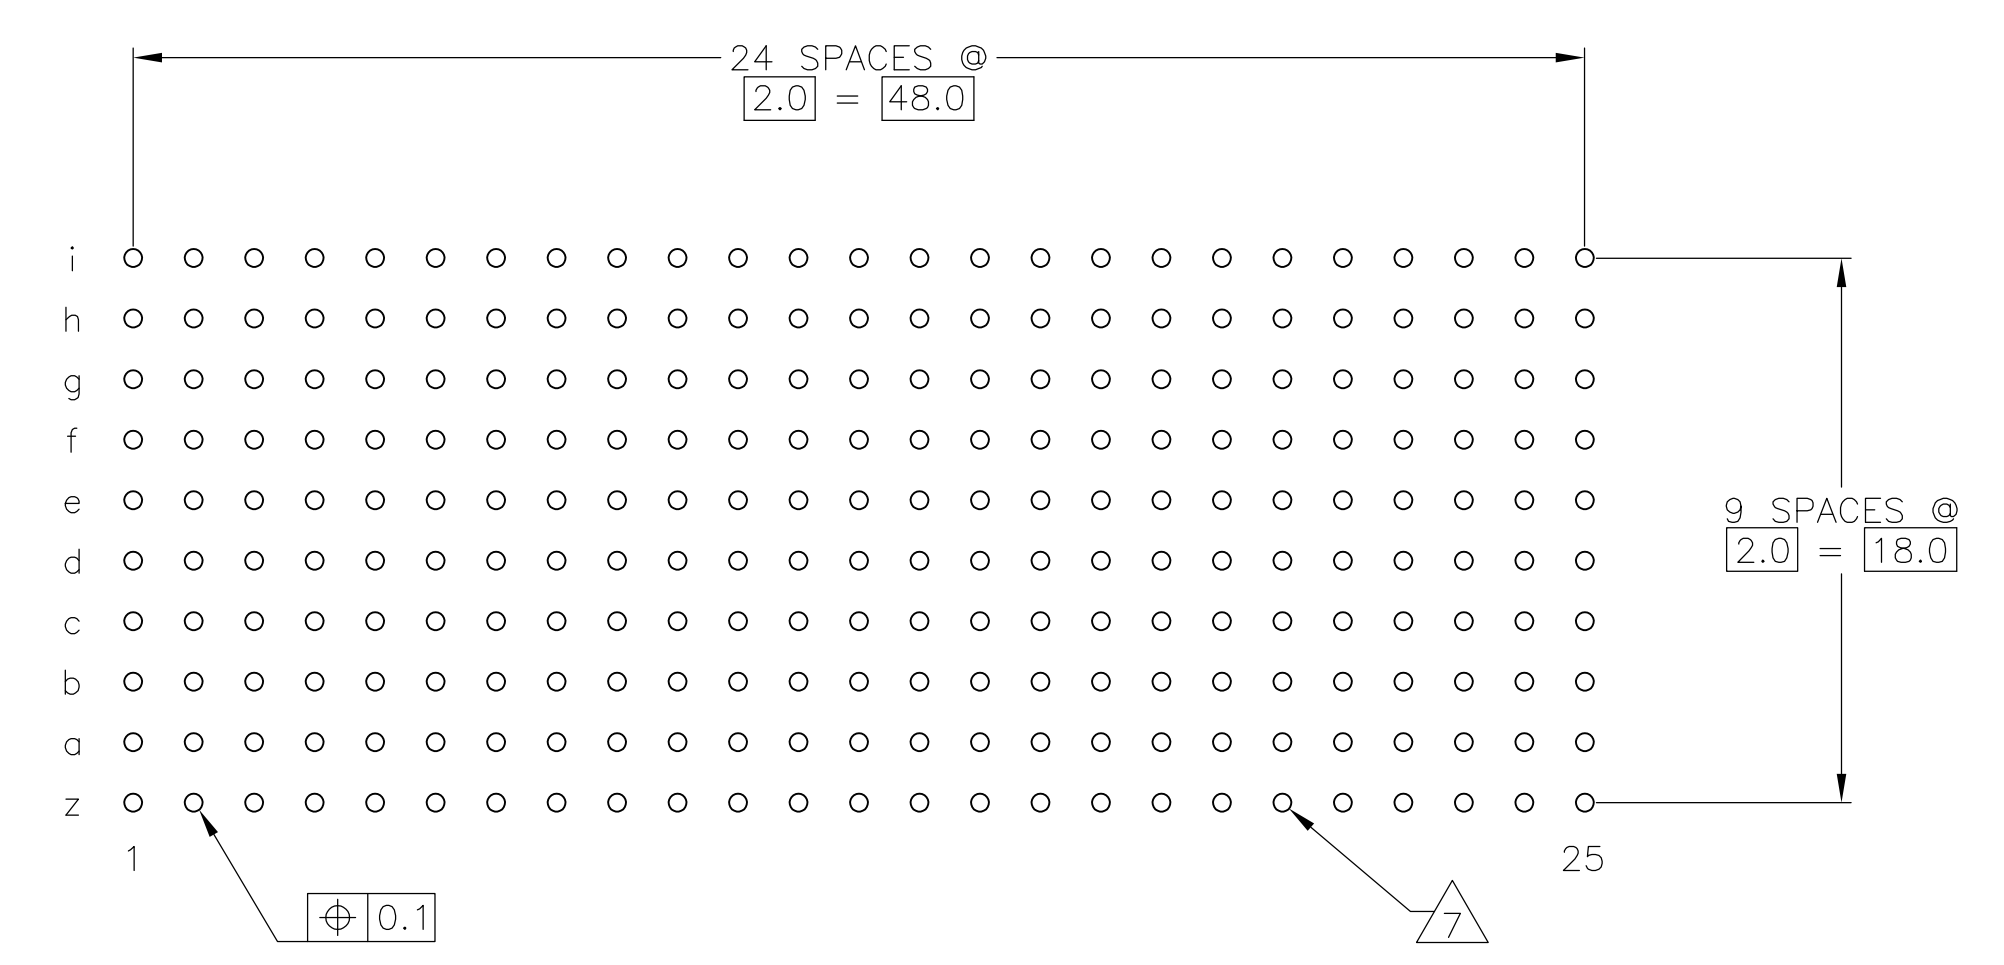 24 SPACES @
2.0 = 48.0
i
h
g
f
e
9 SPACES @
2.0 = 18.0
d
c
b
a
z
1
25
⌖ 0.1
7